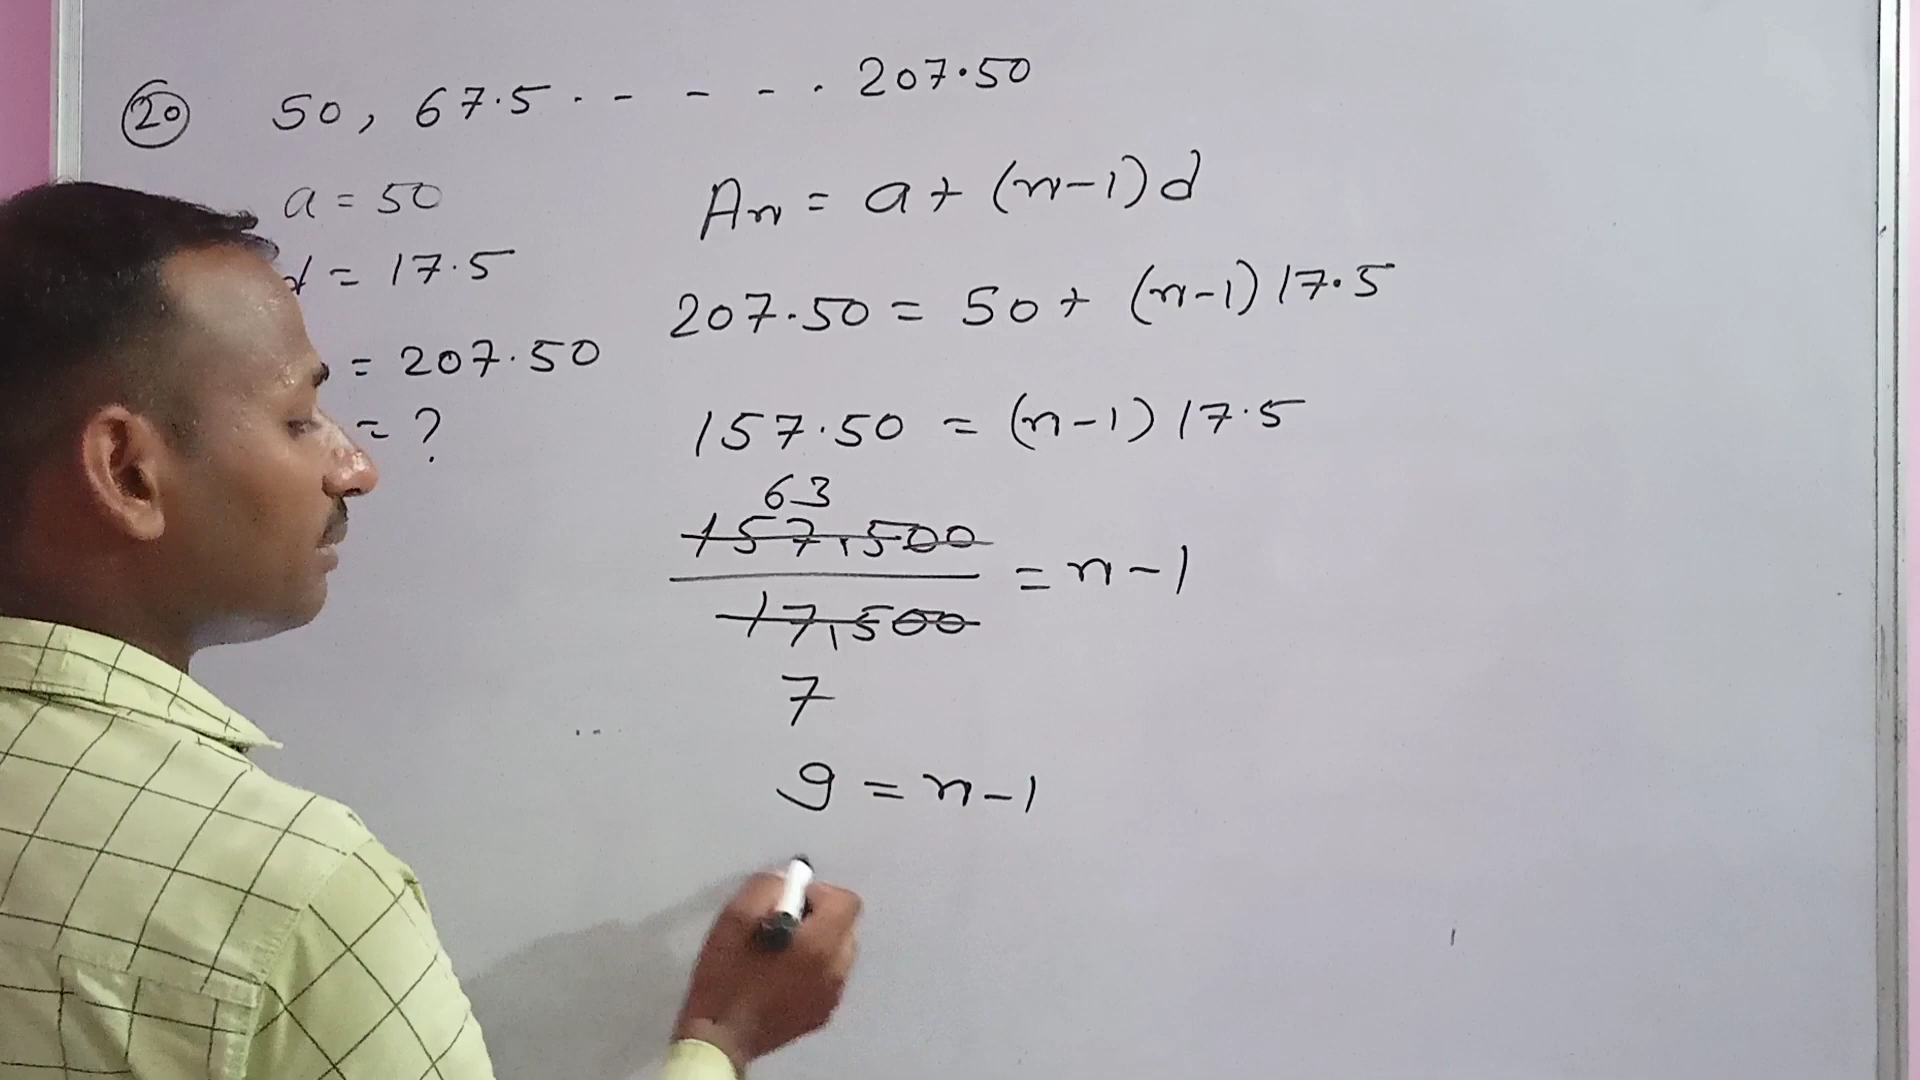 20 50, 67.5 . - - - . 207.50
a = 50
d = 17.5
= 207.50
= ?
An = a + (n-1)d
207.50 = 50 + (n-1) 17.5
157.50 = (n-1) 17.5
63
157.500
= n-1
17.500
7
9 = n-1